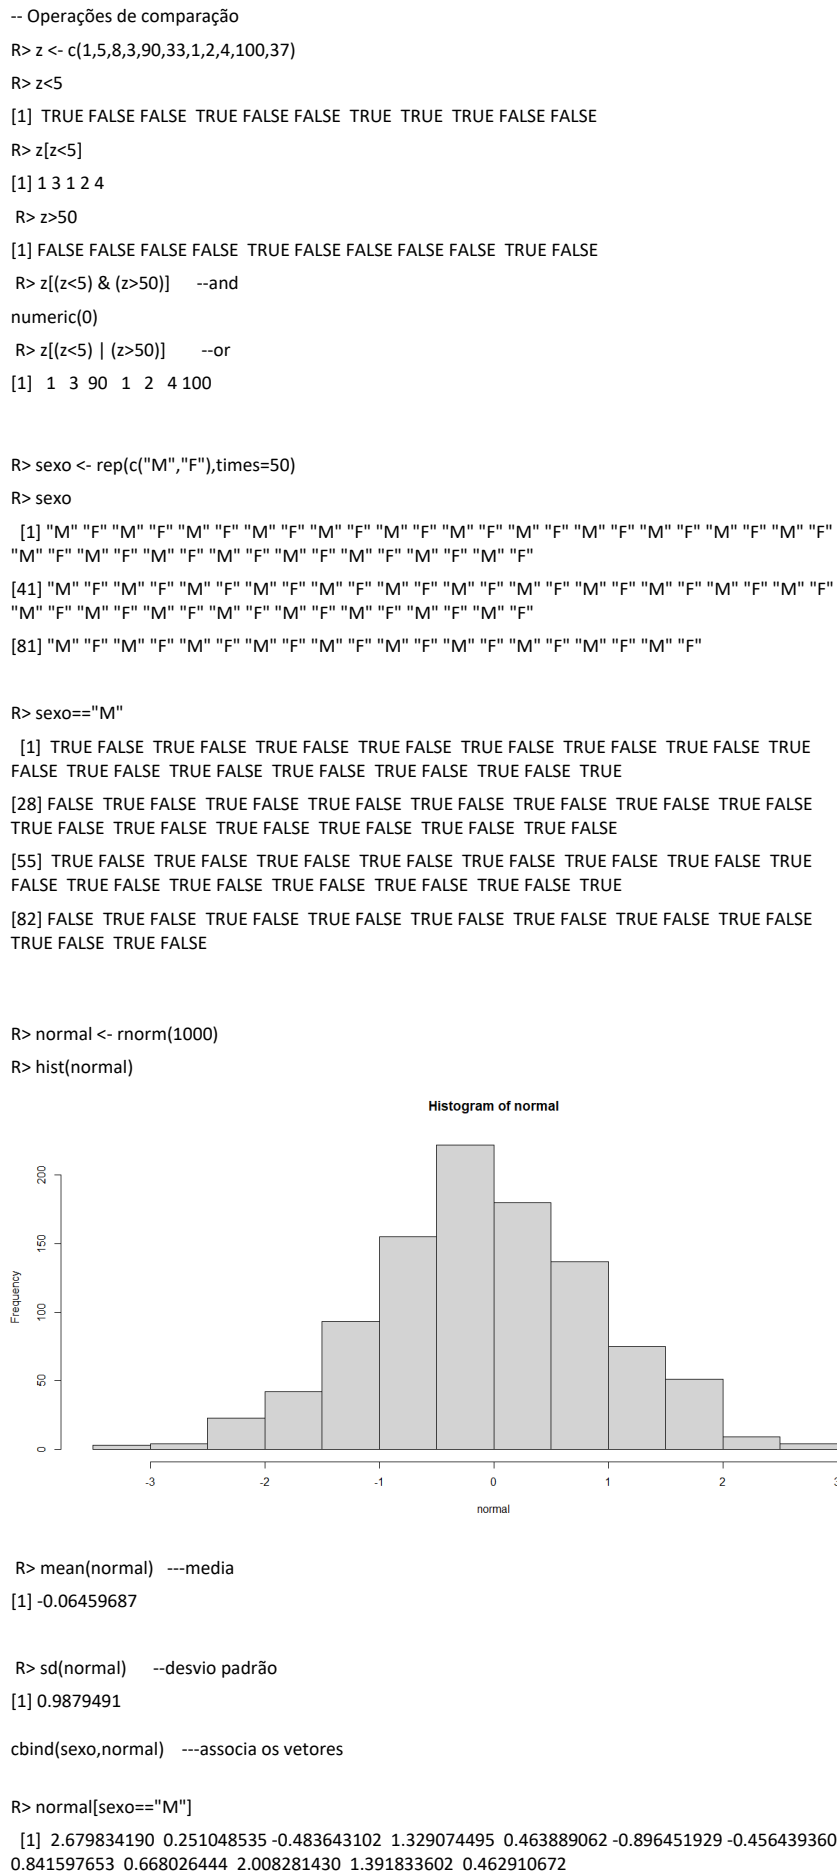 -- Operações de comparação
R> z <- c(1,5,8,3,90,33,1,2,4,100,37)
R> z<5
[1]  TRUE FALSE FALSE  TRUE FALSE FALSE  TRUE  TRUE  TRUE FALSE FALSE
R> z[z<5]
[1] 1 3 1 2 4
R> z>50
[1] FALSE FALSE FALSE FALSE  TRUE FALSE FALSE FALSE FALSE  TRUE FALSE
R> z[(z<5) & (z>50)]     --and
numeric(0)
R> z[(z<5) | (z>50)]      --or
[1]   1   3  90   1   2   4 100
R> sexo <- rep(c("M","F"),times=50)
R> sexo
[1] "M" "F" "M" "F" "M" "F" "M" "F" "M" "F" "M" "F" "M" "F" "M" "F" "M" "F" "M" "F" "M" "F" "M" "F"
"M" "F" "M" "F" "M" "F" "M" "F" "M" "F" "M" "F" "M" "F" "M" "F"
[41] "M" "F" "M" "F" "M" "F" "M" "F" "M" "F" "M" "F" "M" "F" "M" "F" "M" "F" "M" "F" "M" "F" "M" "F"
"M" "F" "M" "F" "M" "F" "M" "F" "M" "F" "M" "F" "M" "F" "M" "F"
[81] "M" "F" "M" "F" "M" "F" "M" "F" "M" "F" "M" "F" "M" "F" "M" "F" "M" "F" "M" "F"
R> sexo=="M"
[1]  TRUE FALSE  TRUE FALSE  TRUE FALSE  TRUE FALSE  TRUE FALSE  TRUE FALSE  TRUE FALSE  TRUE
FALSE  TRUE FALSE  TRUE FALSE  TRUE FALSE  TRUE FALSE  TRUE FALSE  TRUE
[28] FALSE  TRUE FALSE  TRUE FALSE  TRUE FALSE  TRUE FALSE  TRUE FALSE  TRUE FALSE  TRUE FALSE
TRUE FALSE  TRUE FALSE  TRUE FALSE  TRUE FALSE  TRUE FALSE  TRUE FALSE
[55]  TRUE FALSE  TRUE FALSE  TRUE FALSE  TRUE FALSE  TRUE FALSE  TRUE FALSE  TRUE FALSE  TRUE
FALSE  TRUE FALSE  TRUE FALSE  TRUE FALSE  TRUE FALSE  TRUE FALSE  TRUE
[82] FALSE  TRUE FALSE  TRUE FALSE  TRUE FALSE  TRUE FALSE  TRUE FALSE  TRUE FALSE  TRUE FALSE
TRUE FALSE  TRUE FALSE
R> normal <- rnorm(1000)
R> hist(normal)
Histogram of normal
200
150
100
50
0
Frequency
-3 -2 -1 0 1 2 3
normal
R> mean(normal)   ---media
[1] -0.06459687
R> sd(normal)     --desvio padrão
[1] 0.9879491
cbind(sexo,normal)    ---associa os vetores
R> normal[sexo=="M"]
[1]  2.679834190  0.251048535 -0.483643102  1.329074495  0.463889062 -0.896451929 -0.456439360
0.841597653  0.668026444  2.008281430  1.391833602  0.462910672